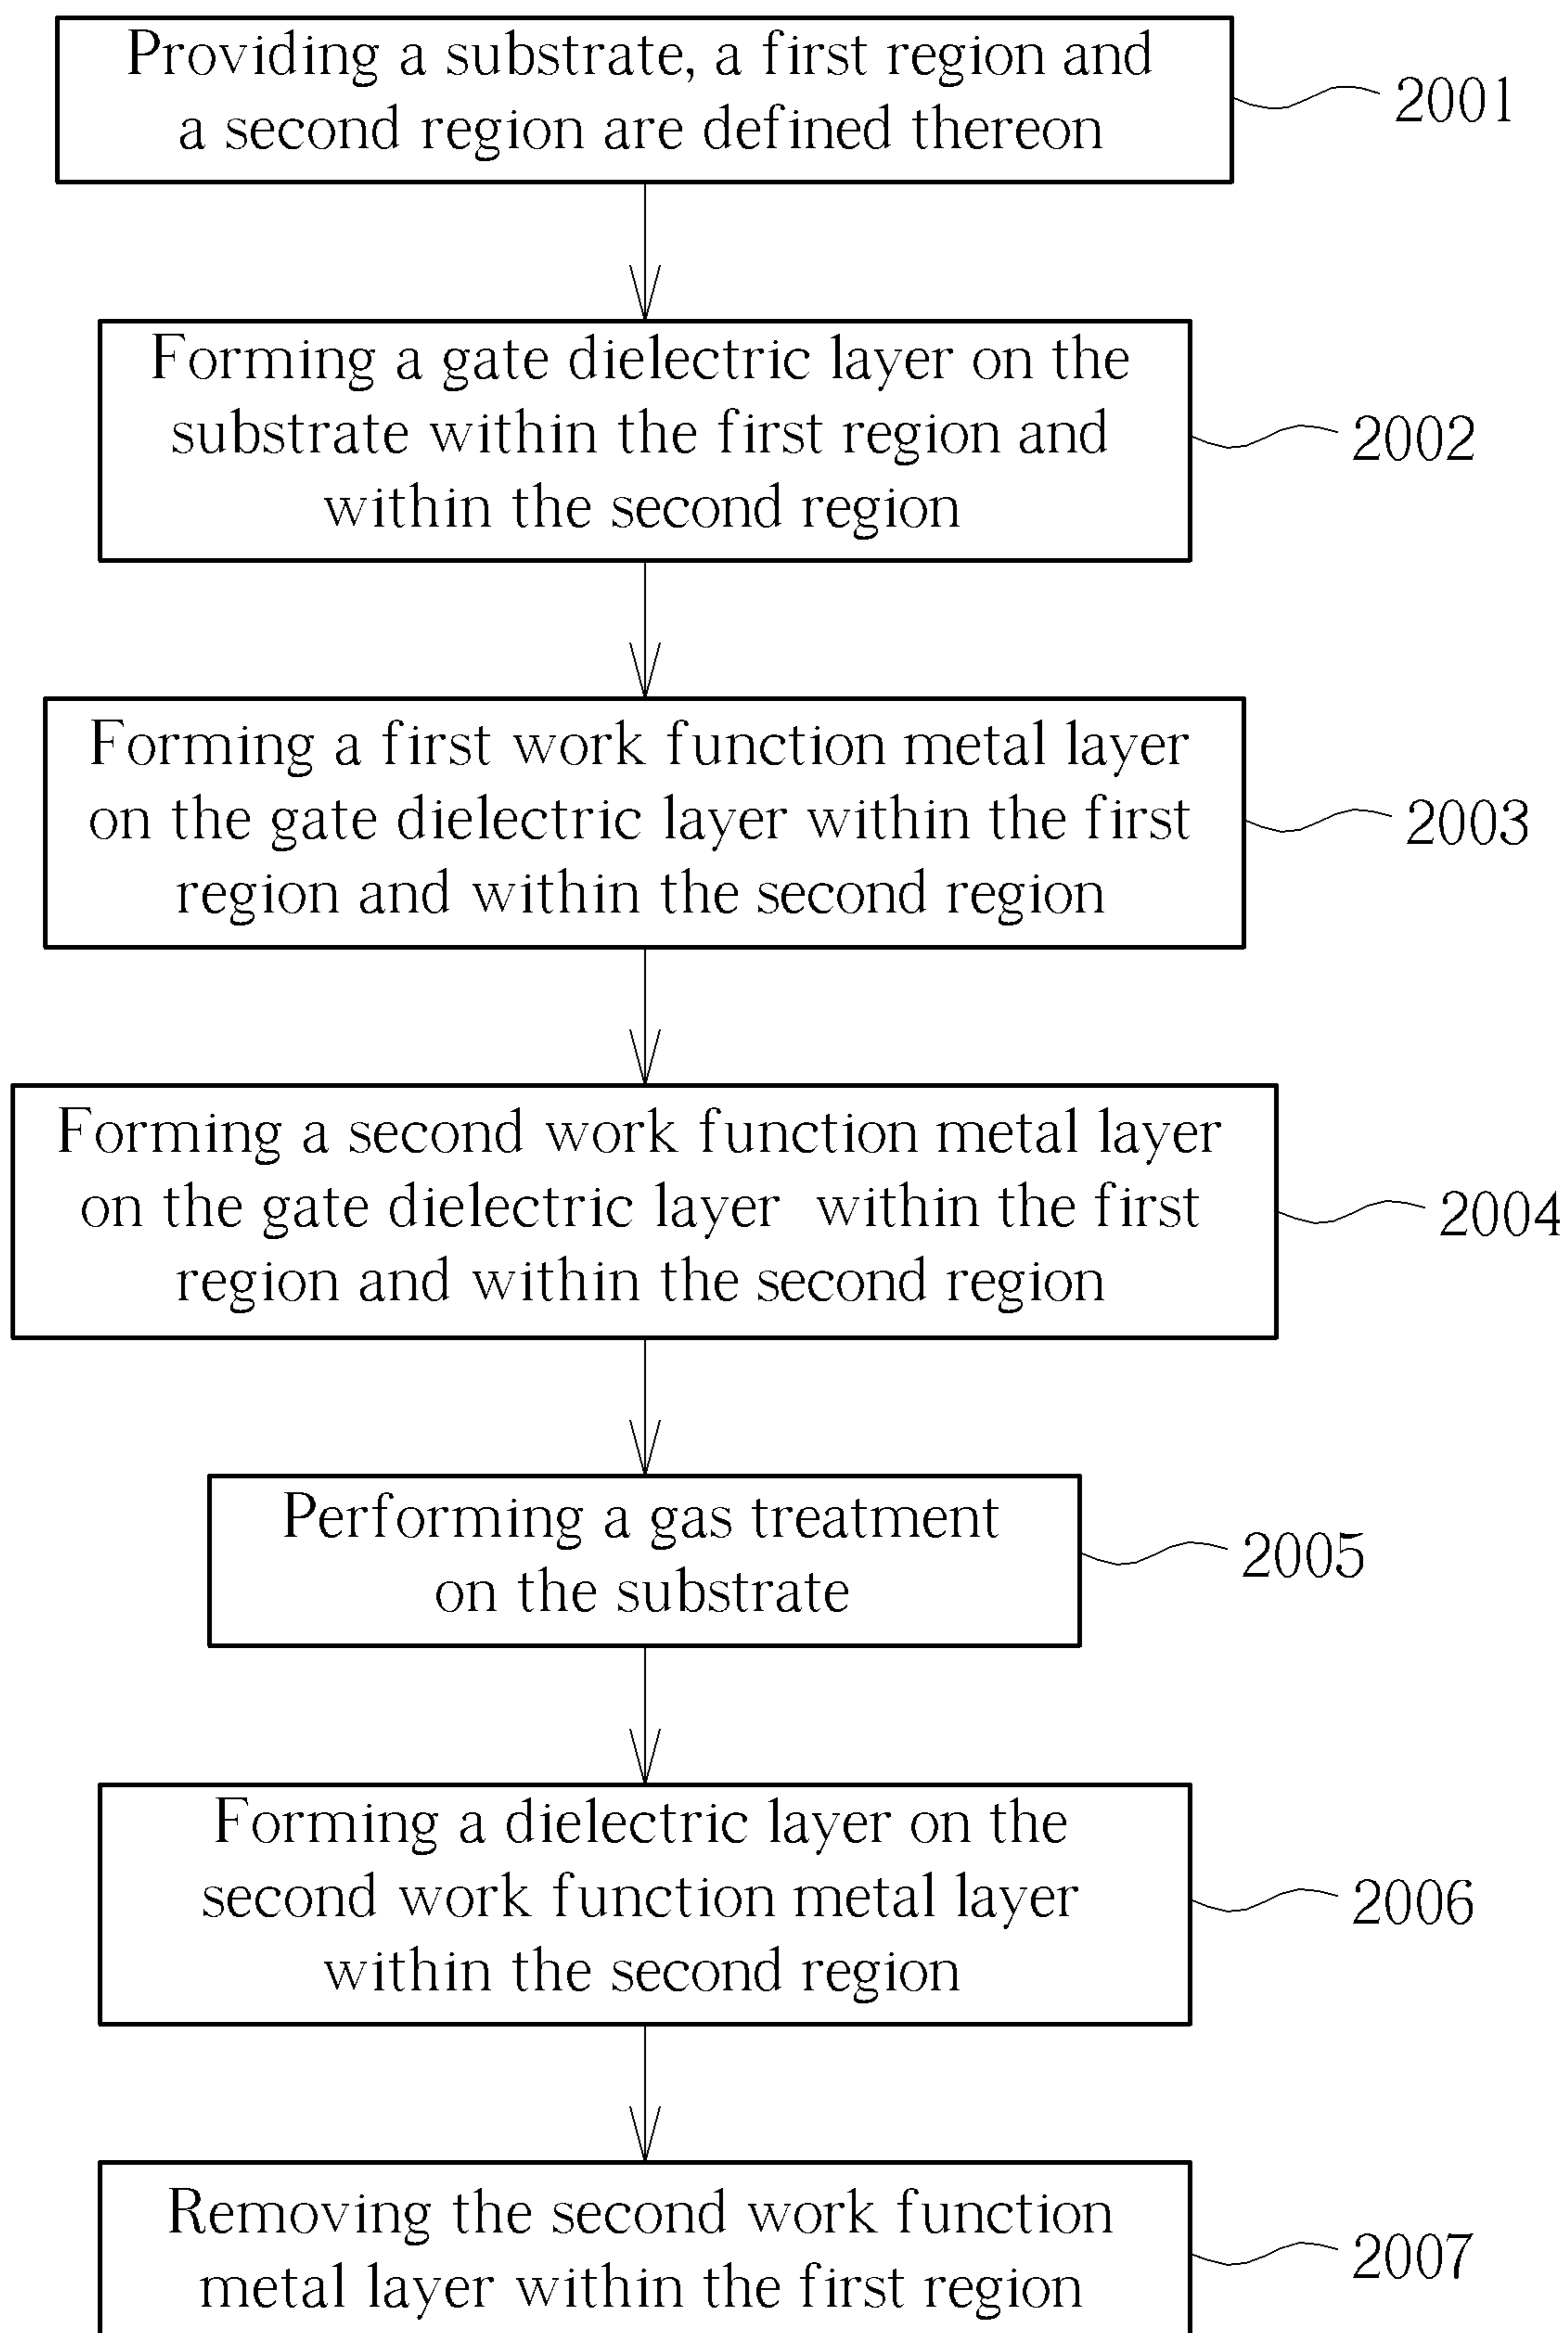 Providing a substrate, a first region and
a second region are defined thereon
2001
Forming a gate dielectric layer on the
substrate within the first region and
within the second region
2002
Forming a first work function metal layer
on the gate dielectric layer within the first
region and within the second region
2003
Forming a second work function metal layer
on the gate dielectric layer within the first
region and within the second region
2004
Performing a gas treatment
on the substrate
2005
Forming a dielectric layer on the
second work function metal layer
within the second region
2006
Removing the second work function
metal layer within the first region
2007